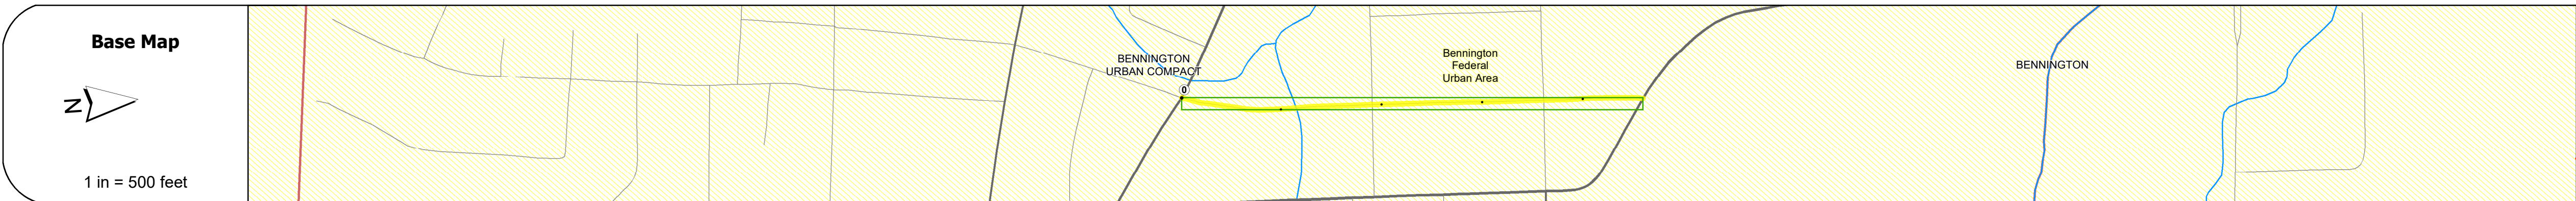 Base Map
N
1 in = 500 feet
BENNINGTON
URBAN COMPACT
0
Bennington
Federal
Urban Area
BENNINGTON